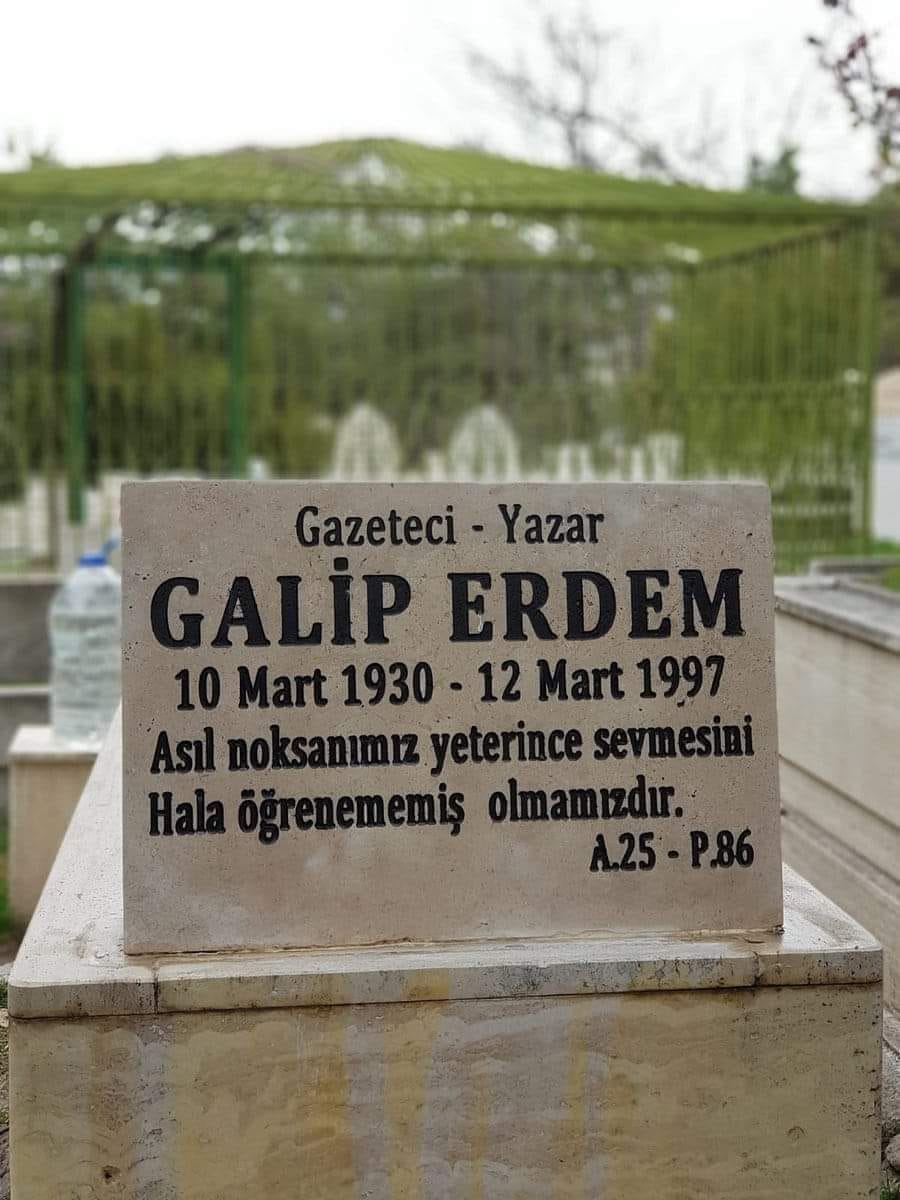 Gazeteci - Yazar
GALİP ERDEM
10 Mart 1930 - 12 Mart 1997
Asıl noksanımız yeterince sevmesini
Hala öğrenememiş olmamızdır.
A.25 - P.86